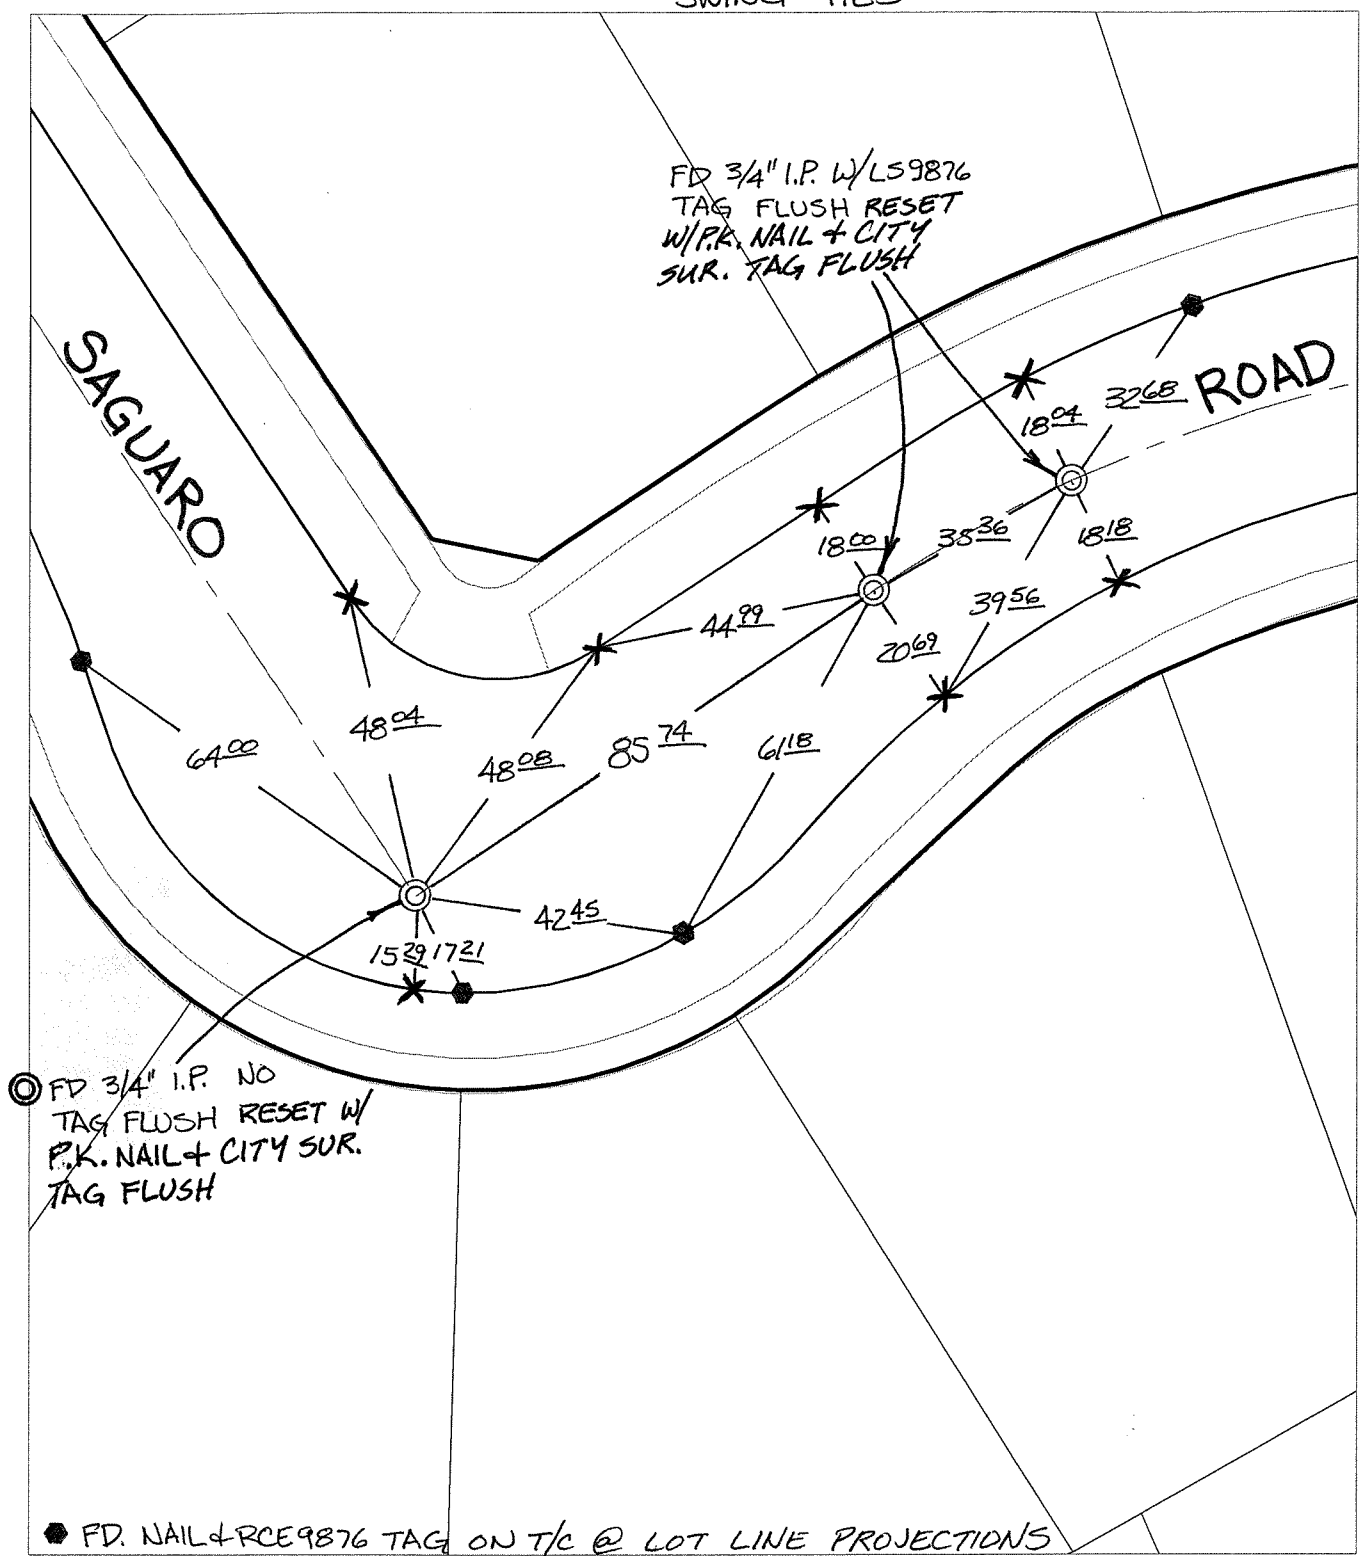 SWING TIES
FD 3/4" I.P. W/LS9876
TAG FLUSH RESET
W/P.K. NAIL & CITY
SUR. TAG FLUSH
SAGUARO
ROAD
32 68
18 04
18 00
38 36
18 18
44 99
39 56
20 69
48 04
64 00
48 08
85 74
61 18
42 45
15 29
17 21
FD 3/4" I.P. NO
TAG FLUSH RESET W/
P.K. NAIL & CITY SUR.
TAG FLUSH
FD. NAIL & RCE9876 TAG ON T/C @ LOT LINE PROJECTIONS